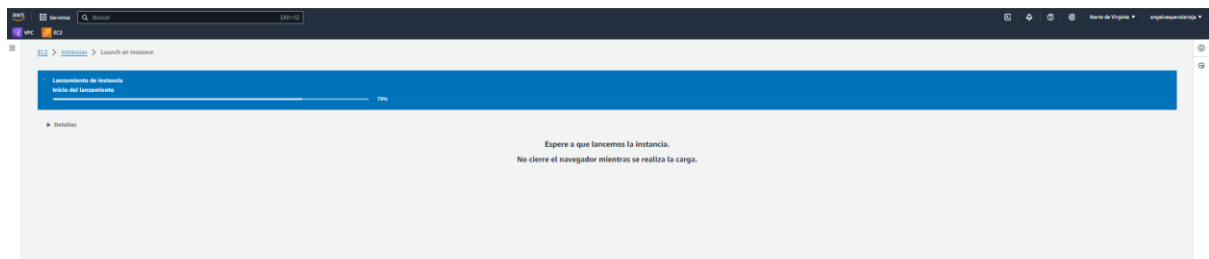 aws
Servicios
Buscar
[Alt+S]
Norte de Virginia
VPC
EC2
EC2 > Instancias > Launch an instance
Lanzamiento de instancia
Inicio del lanzamiento
79%
Detalles
Espere a que lancemos la instancia.
No cierre el navegador mientras se realiza la carga.